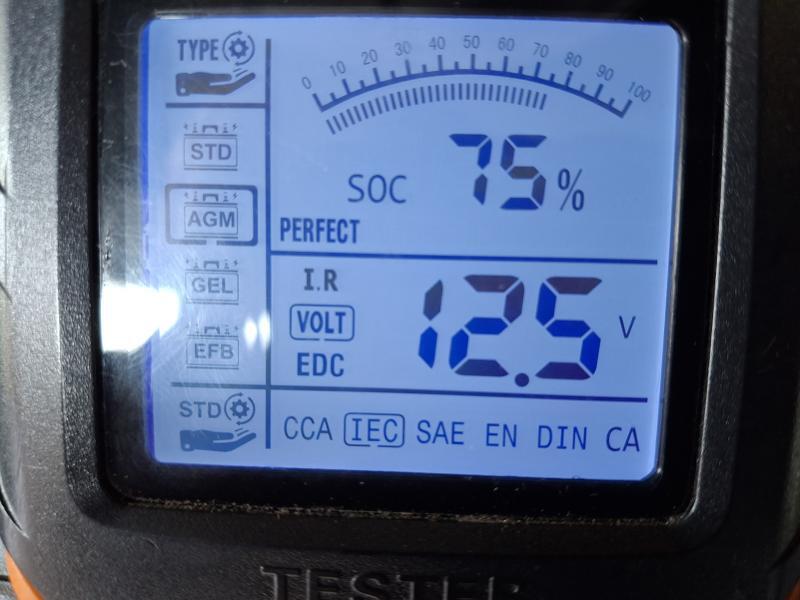 TYPE
0 10 20 30 40 50 60 70 80 90 100
STD
AGM
GEL
EFB
STD
SOC 75%
PERFECT
I.R
VOLT
EDC
12.5 V
CCA IEC SAE EN DIN CA
TESTER